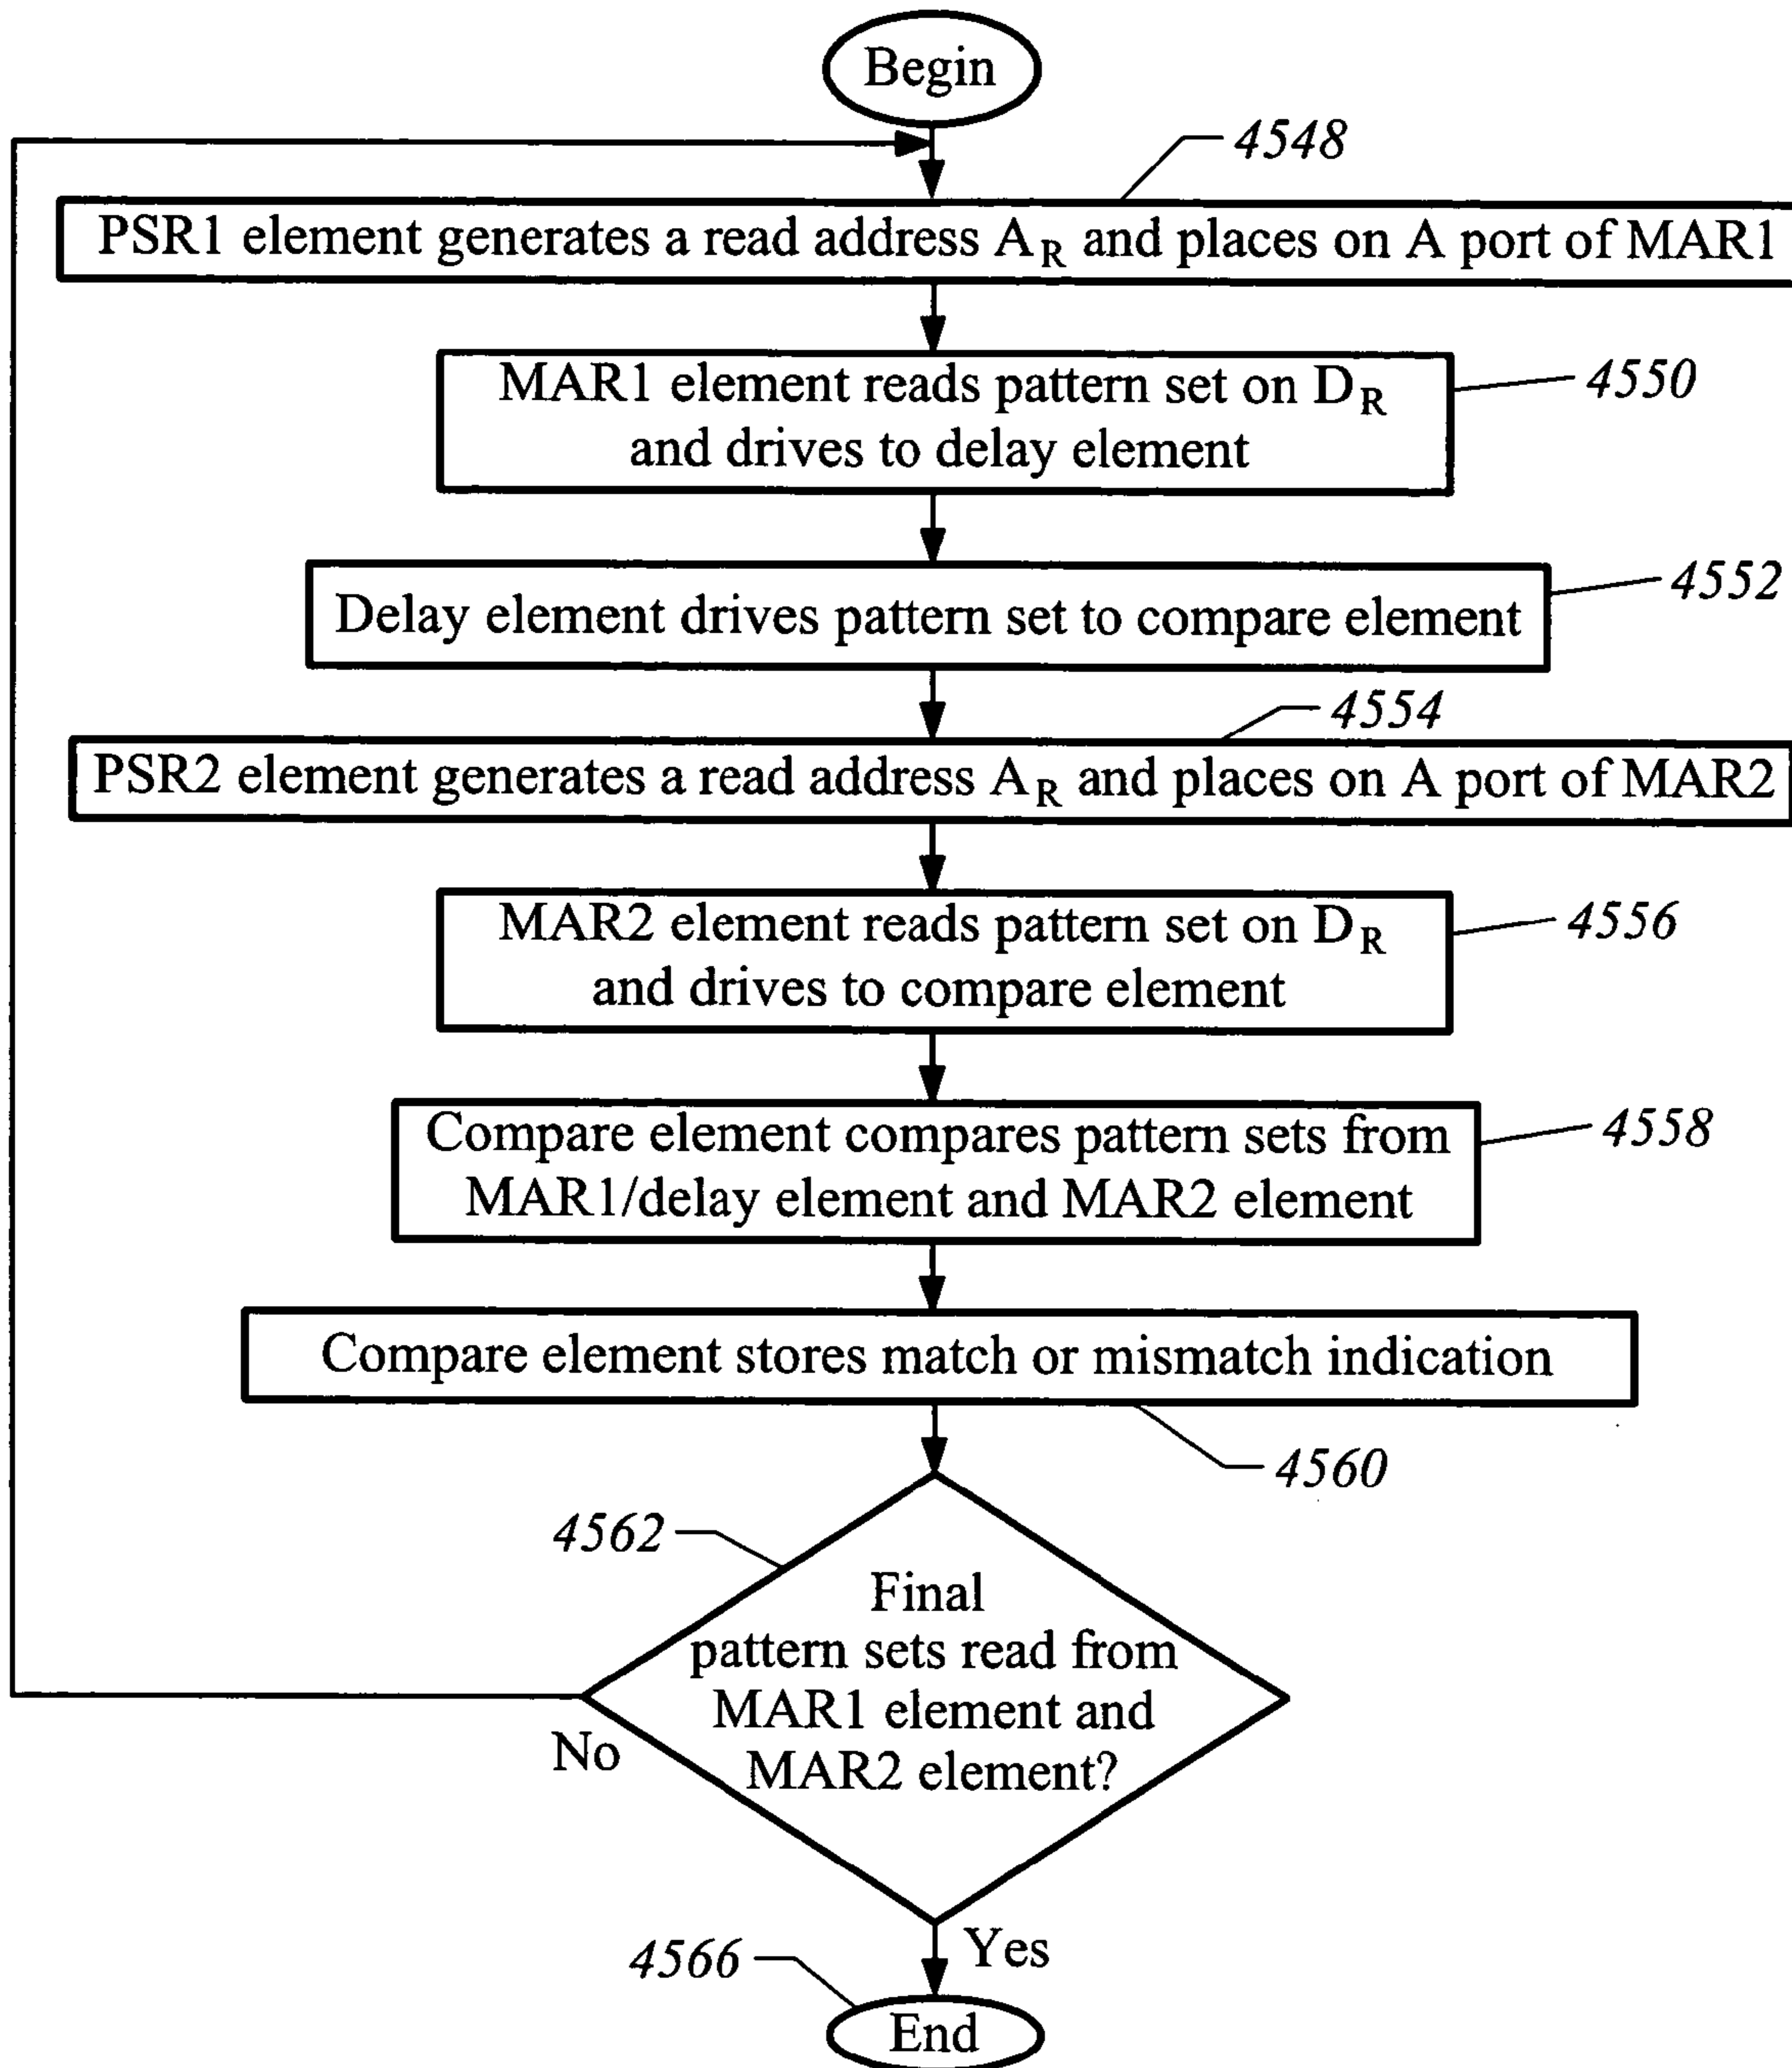 Begin
4548
PSR1 element generates a read address A_R and places on A port of MAR1
MAR1 element reads pattern set on D_R
and drives to delay element
4550
Delay element drives pattern set to compare element
4552
4554
PSR2 element generates a read address A_R and places on A port of MAR2
MAR2 element reads pattern set on D_R
and drives to compare element
4556
Compare element compares pattern sets from
MAR1/delay element and MAR2 element
4558
Compare element stores match or mismatch indication
4560
4562
Final
pattern sets read from
MAR1 element and
MAR2 element?
No
Yes
4566
End